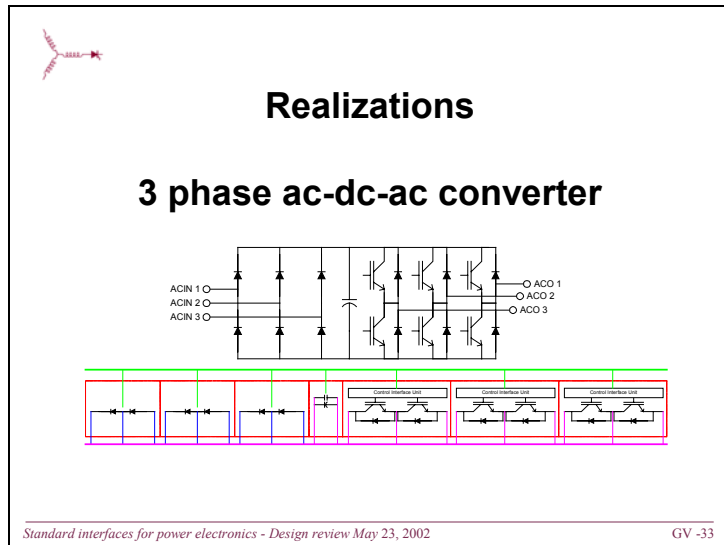 Realizations
3 phase ac-dc-ac converter
ACIN 1
ACIN 2
ACIN 3
ACO 1
ACO 2
ACO 3
Control Interface Unit
Control Interface Unit
Control Interface Unit
Standard interfaces for power electronics - Design review May 23, 2002
GV -33